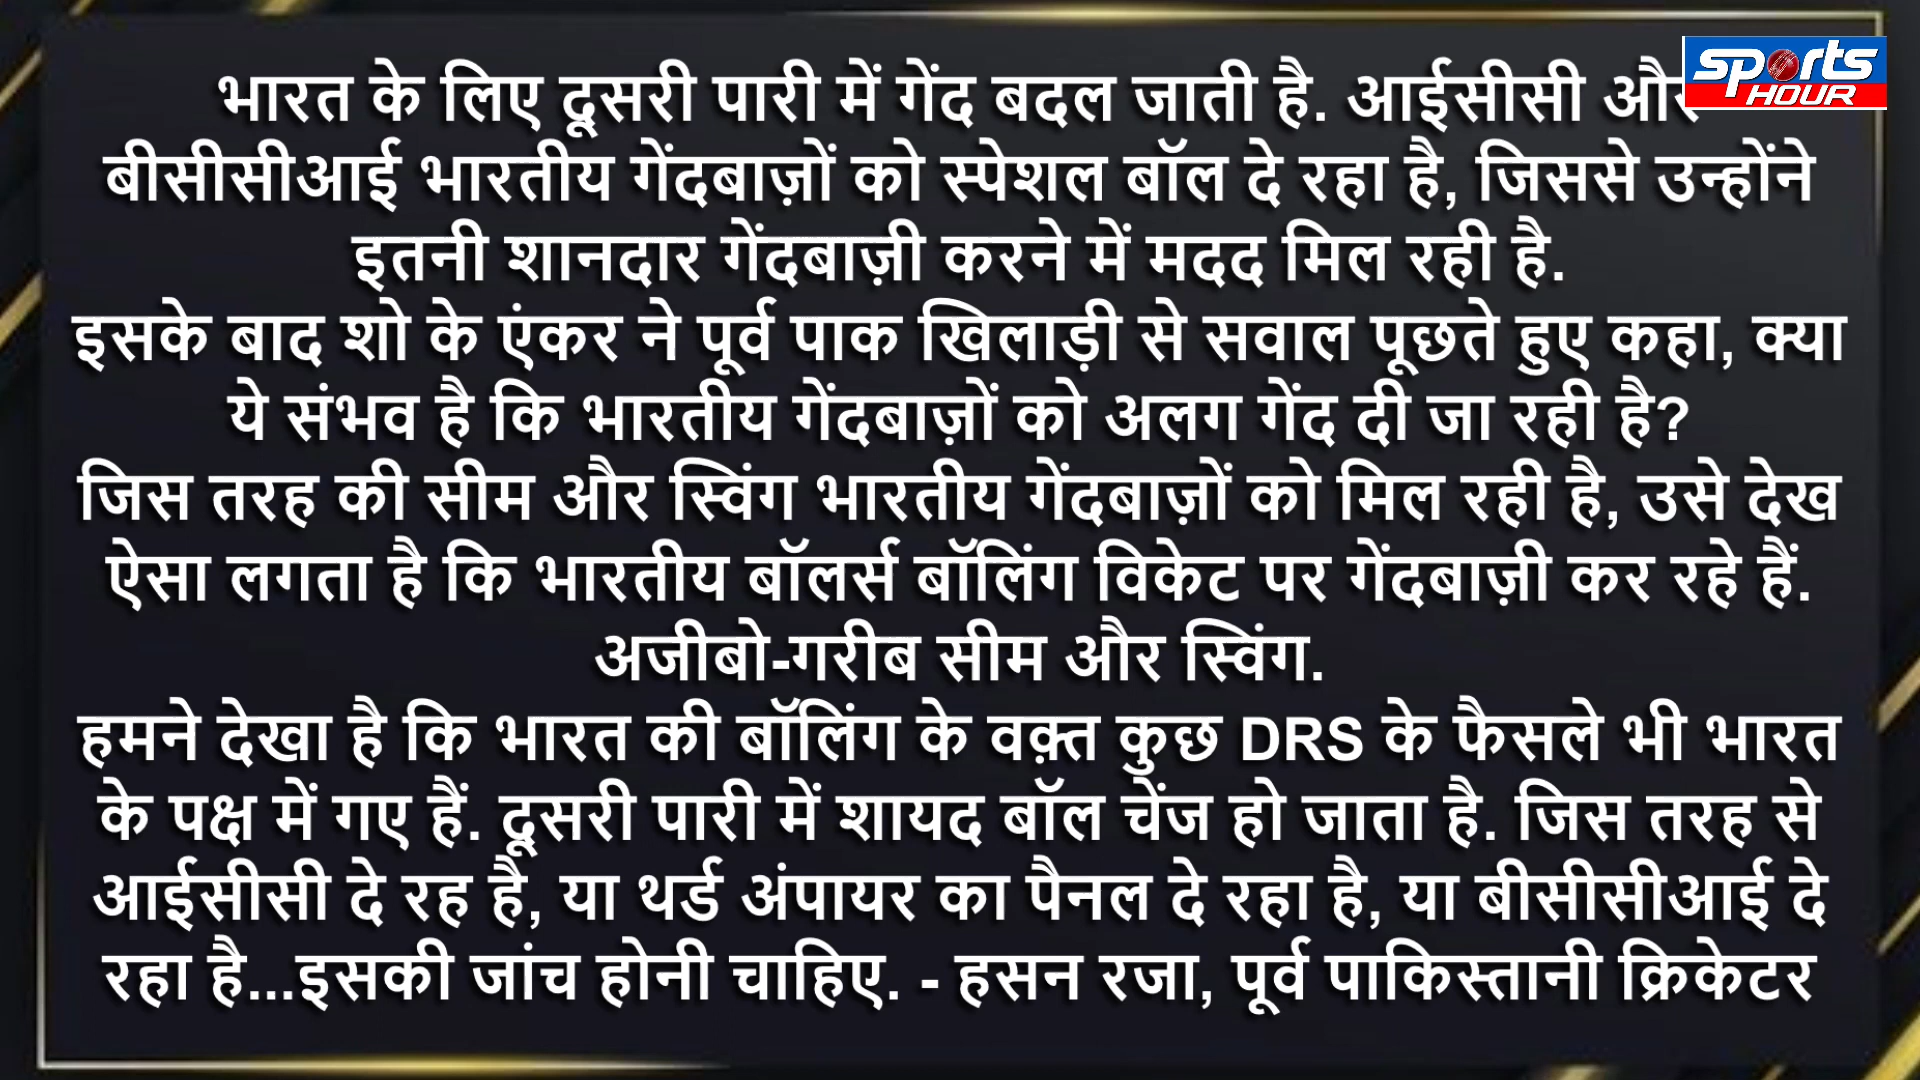 भारत के लिए दूसरी पारी में गेंद बदल जाती है. आईसीसी और
बीसीसीआई भारतीय गेंदबाज़ों को स्पेशल बॉल दे रहा है, जिससे उन्होंने
इतनी शानदार गेंदबाज़ी करने में मदद मिल रही है.
इसके बाद शो के एंकर ने पूर्व पाक खिलाड़ी से सवाल पूछते हुए कहा, क्या
ये संभव है कि भारतीय गेंदबाज़ों को अलग गेंद दी जा रही है?
जिस तरह की सीम और स्विंग भारतीय गेंदबाज़ों को मिल रही है, उसे देख
ऐसा लगता है कि भारतीय बॉलर्स बॉलिंग विकेट पर गेंदबाज़ी कर रहे हैं.
अजीबो-गरीब सीम और स्विंग.
हमने देखा है कि भारत की बॉलिंग के वक़्त कुछ DRS के फैसले भी भारत
के पक्ष में गए हैं. दूसरी पारी में शायद बॉल चेंज हो जाता है. जिस तरह से
आईसीसी दे रह है, या थर्ड अंपायर का पैनल दे रहा है, या बीसीसीआई दे
रहा है...इसकी जांच होनी चाहिए. - हसन रजा, पूर्व पाकिस्तानी क्रिकेटर
sports
HOUR